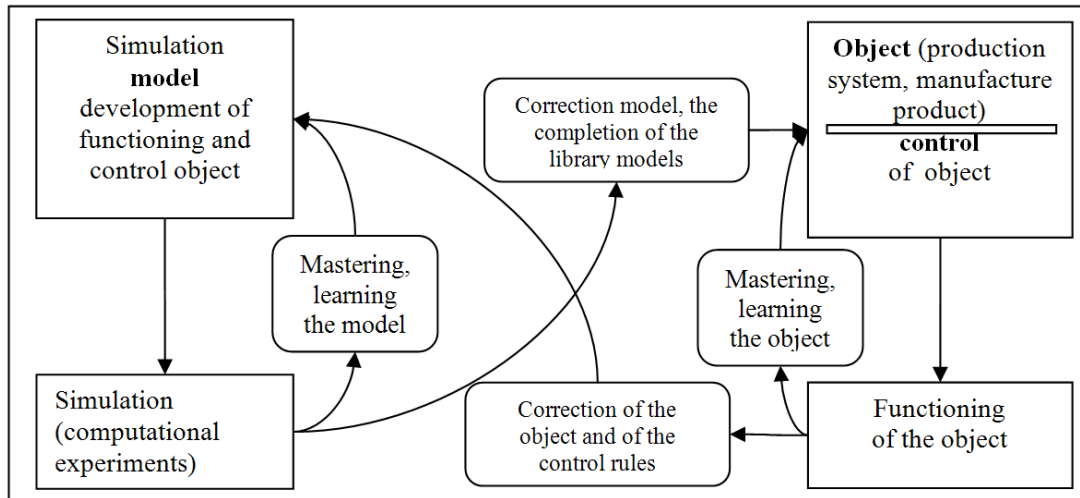 Simulation
model
development of
functioning and
control object
Correction model, the
completion of the
library models
Object (production
system, manufacture
product)
control
of object
Mastering,
learning
the model
Mastering,
learning
the object
Simulation
(computational
experiments)
Correction of the
object and of the
control rules
Functioning
of the object